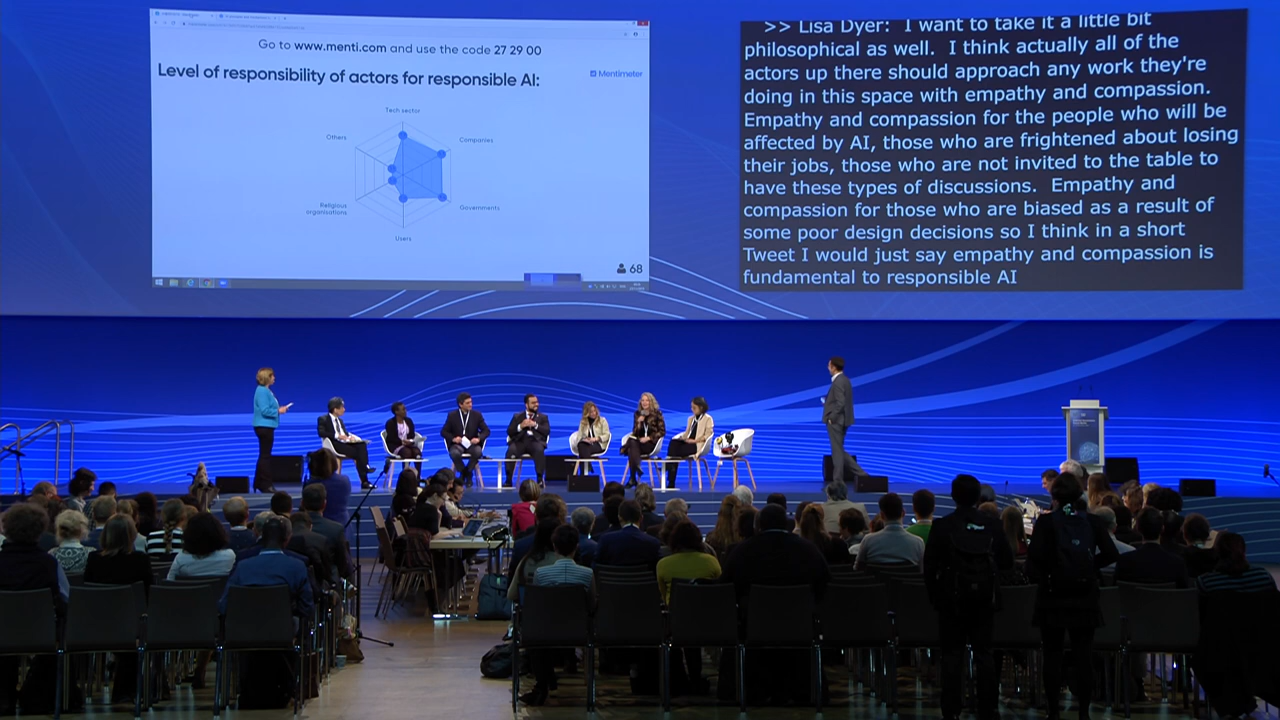 Go to www.menti.com and use the code 27 29 00
Level of responsibility of actors for responsible AI:
Mentimeter
Tech sector
Others
Companies
Religious
organisations
Governments
Users
68
>> Lisa Dyer: I want to take it a little bit
philosophical as well. I think actually all of the
actors up there should approach any work they're
doing in this space with empathy and compassion.
Empathy and compassion for the people who will be
affected by AI, those who are frightened about losing
their jobs, those who are not invited to the table to
have these types of discussions. Empathy and
compassion for those who are biased as a result of
some poor design decisions so I think in a short
Tweet I would just say empathy and compassion is
fundamental to responsible AI